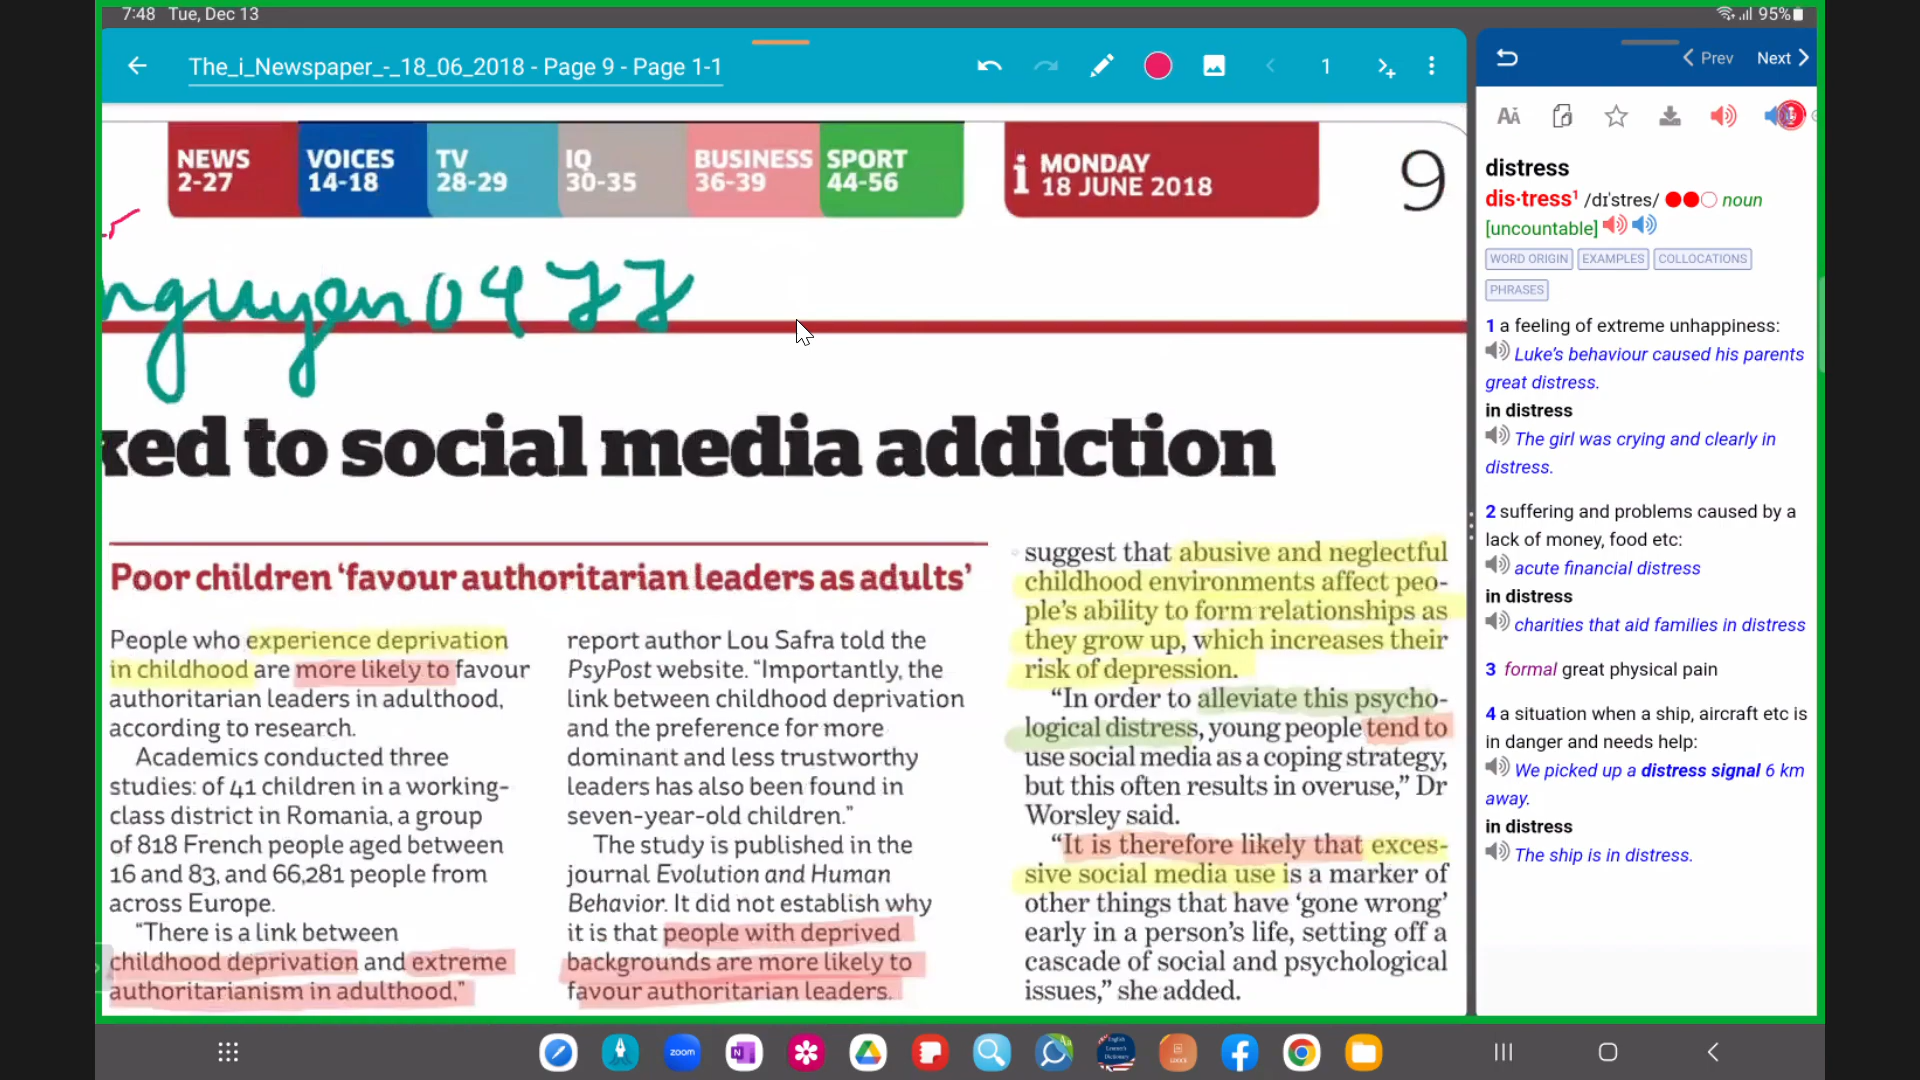 7:48 Tue, Dec 13
95%
The_i_Newspaper_-_18_06_2018 - Page 9 - Page 1-1
1
NEWS
2-27
VOICES
14-18
TV
28-29
IQ
30-35
BUSINESS
36-39
SPORT
44-56
i MONDAY
18 JUNE 2018
9
nguyen0477
ked to social media addiction
Poor children ‘favour authoritarian leaders as adults’
People who experience deprivation
in childhood are more likely to favour
authoritarian leaders in adulthood,
according to research.
Academics conducted three
studies: of 41 children in a working-
class district in Romania, a group
of 818 French people aged between
16 and 83, and 66,281 people from
across Europe.
“There is a link between
childhood deprivation and extreme
authoritarianism in adulthood,”
report author Lou Safra told the
PsyPost website. “Importantly, the
link between childhood deprivation
and the preference for more
dominant and less trustworthy
leaders has also been found in
seven-year-old children.”
The study is published in the
journal Evolution and Human
Behavior. It did not establish why
it is that people with deprived
backgrounds are more likely to
favour authoritarian leaders.
suggest that abusive and neglectful
childhood environments affect peo-
ple’s ability to form relationships as
they grow up, which increases their
risk of depression.
“In order to alleviate this psycho-
logical distress, young people tend to
use social media as a coping strategy,
but this often results in overuse,” Dr
Worsley said.
“It is therefore likely that exces-
sive social media use is a marker of
other things that have ‘gone wrong’
early in a person’s life, setting off a
cascade of social and psychological
issues,” she added.
Prev Next
distress
dis·tress¹ /dɪˈstres/ noun
[uncountable]
WORD ORIGIN EXAMPLES COLLOCATIONS
PHRASES
1 a feeling of extreme unhappiness:
Luke’s behaviour caused his parents
great distress.
in distress
The girl was crying and clearly in
distress.
2 suffering and problems caused by a
lack of money, food etc:
acute financial distress
in distress
charities that aid families in distress
3 formal great physical pain
4 a situation when a ship, aircraft etc is
in danger and needs help:
We picked up a distress signal 6 km
away.
in distress
The ship is in distress.
zoom